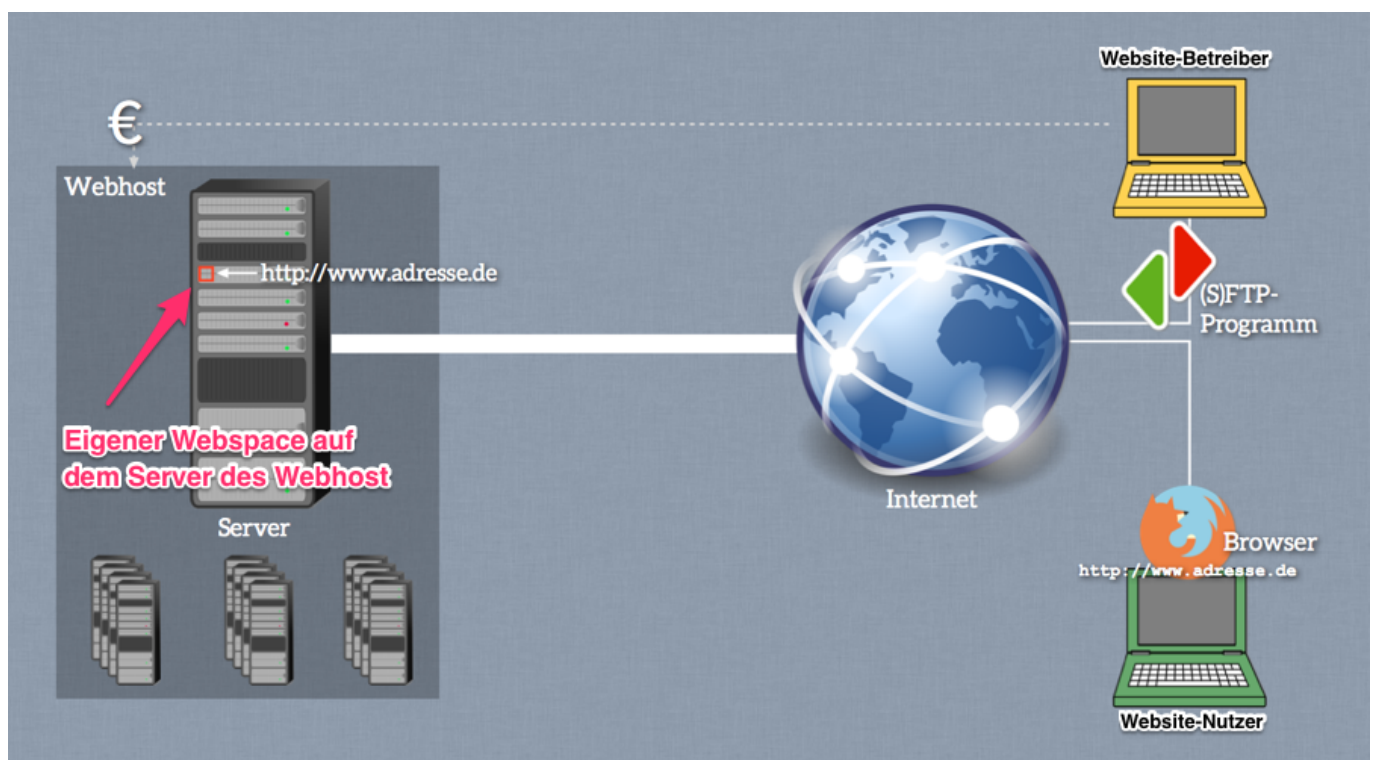 Website-Betreiber
€
Webhost
http://www.adresse.de
(S)FTP-
Programm
Eigener Webspace auf
dem Server des Webhost
Internet
Server
Browser
http://www.adresse.de
Website-Nutzer